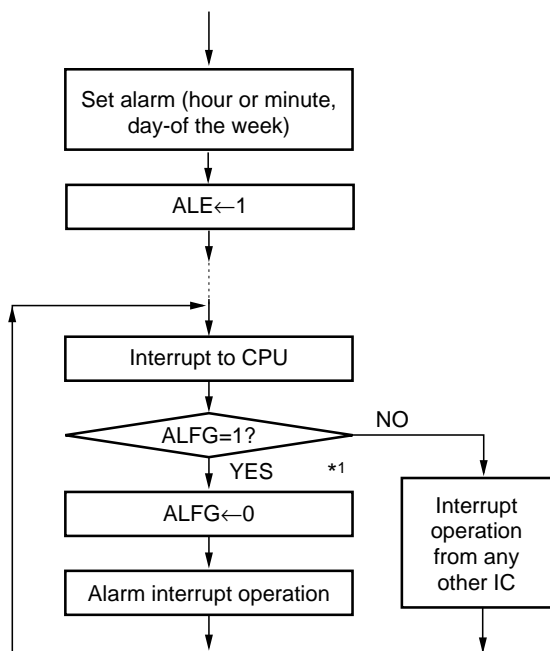 Set alarm (hour or minute,
day-of the week)
ALE←1
Interrupt to CPU
ALFG=1?
NO
YES
*1
ALFG←0
Interrupt
operation
from any
other IC
Alarm interrupt operation